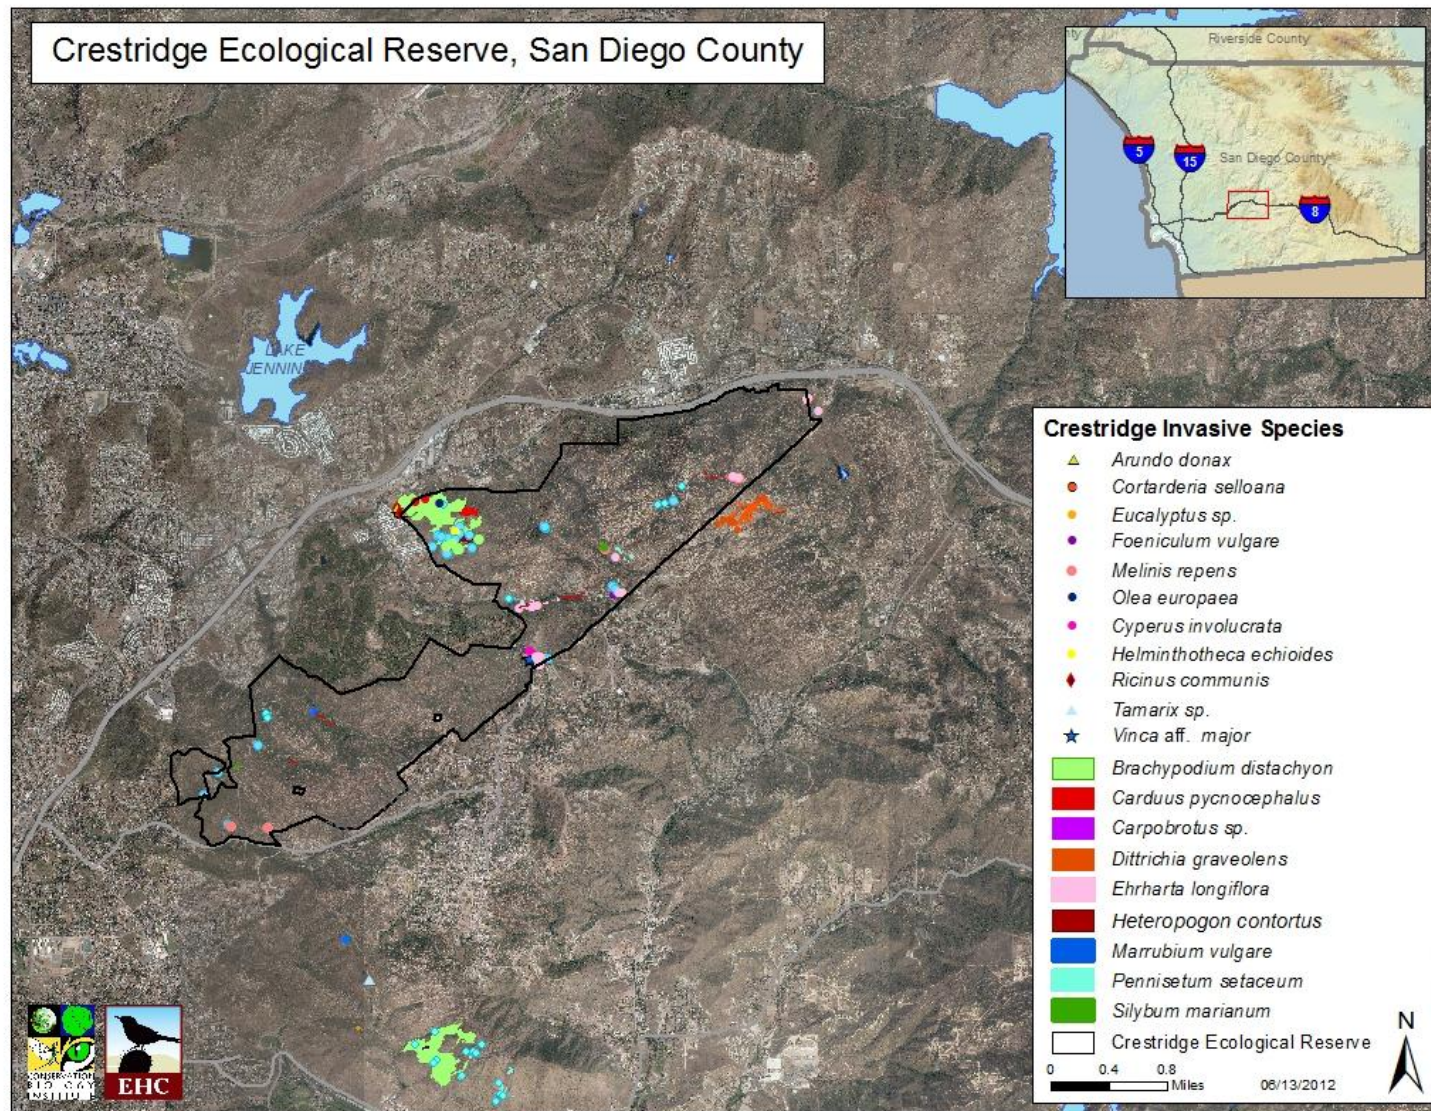 Crestridge Ecological Reserve, San Diego County
Riverside County
5
15
San Diego County
8
LAKE
JENNIN
Crestridge Invasive Species
Arundo donax
Cortarderia selloana
Eucalyptus sp.
Foeniculum vulgare
Melinis repens
Olea europaea
Cyperus involucrata
Helminthotheca echioides
Ricinus communis
Tamarix sp.
Vinca aff. major
Brachypodium distachyon
Carduus pycnocephalus
Carpobrotus sp.
Dittrichia graveolens
Ehrharta longiflora
Heteropogon contortus
Marrubium vulgare
Pennisetum setaceum
Silybum marianum
Crestridge Ecological Reserve
N
0 0.4 0.8
Miles
06/13/2012
CONSERVATION
BIOLOGY
INSTITUTE
EHC